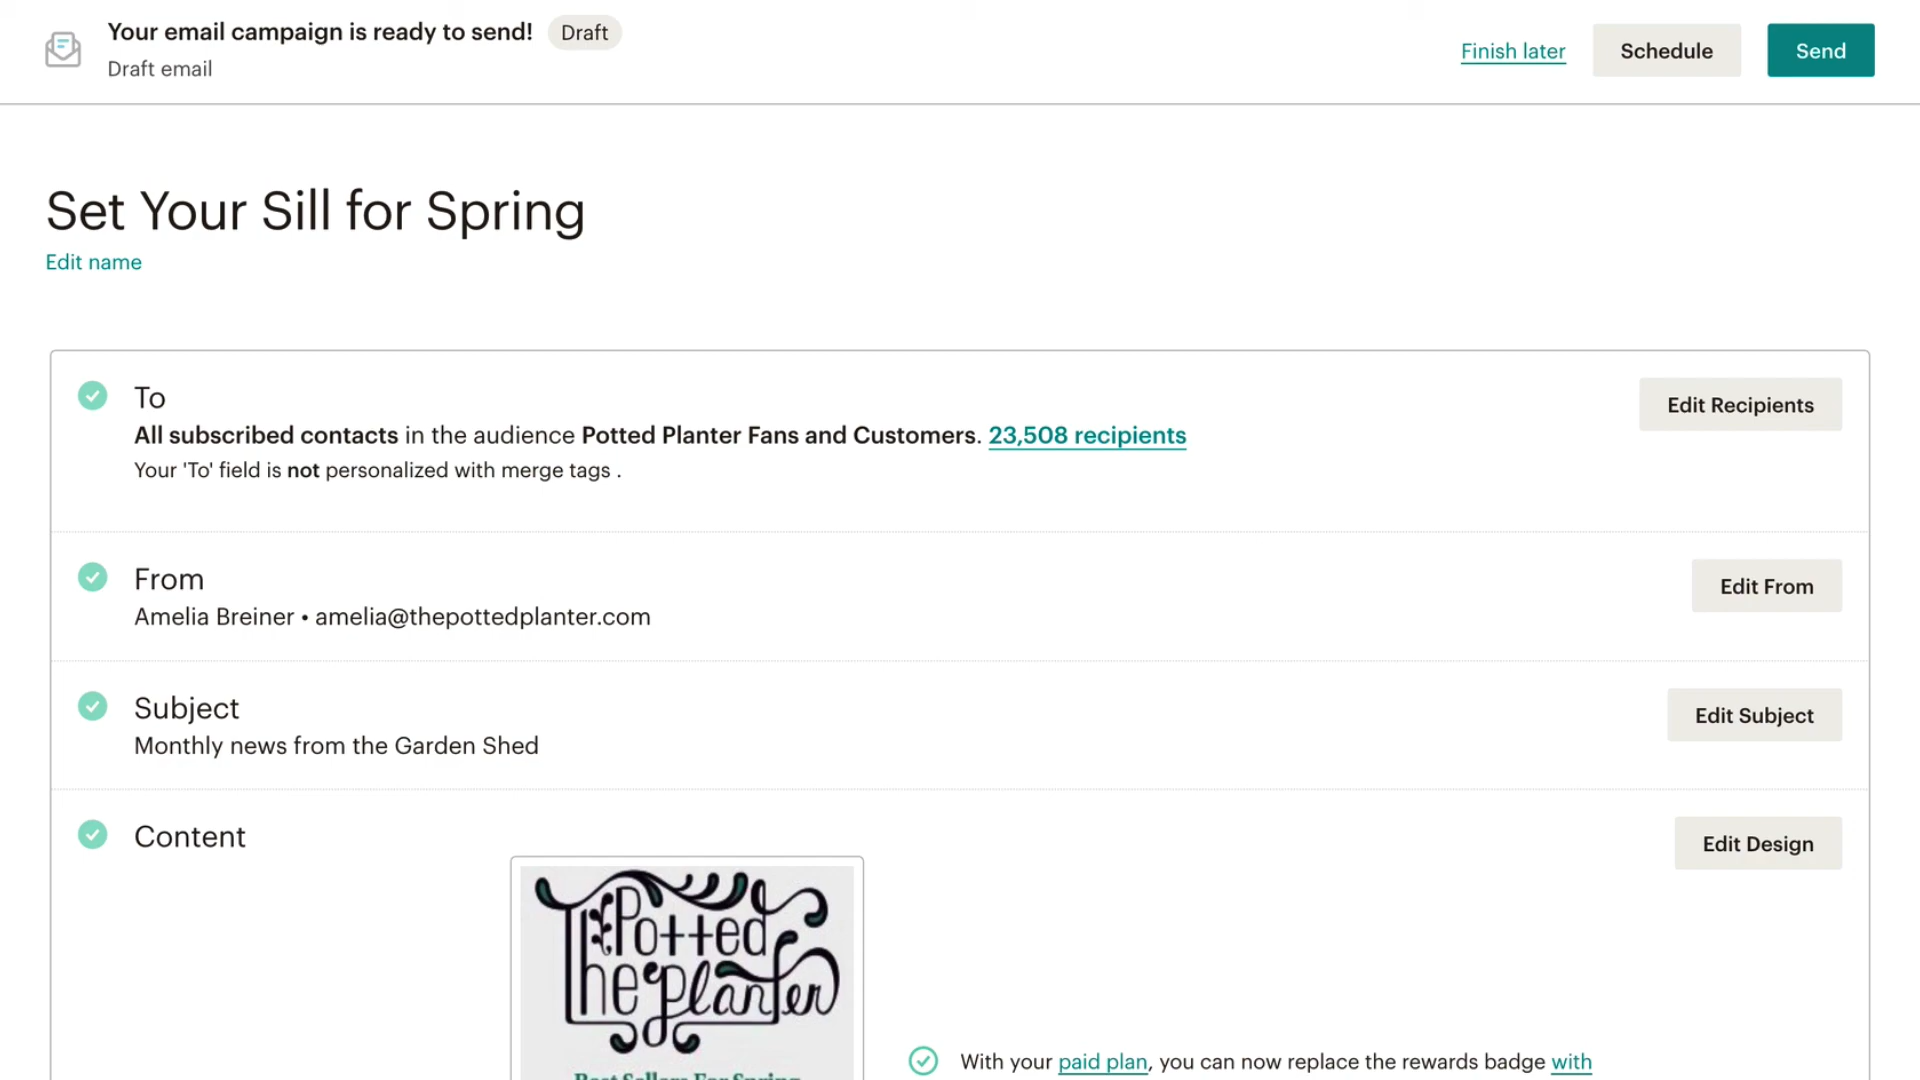 Your email campaign is ready to send! Draft
Draft email
Finish later
Schedule
Send
Set Your Sill for Spring
Edit name
To
All subscribed contacts in the audience Potted Planter Fans and Customers. 23,508 recipients
Your 'To' field is not personalized with merge tags .
Edit Recipients
From
Amelia Breiner • amelia@thepottedplanter.com
Edit From
Subject
Monthly news from the Garden Shed
Edit Subject
Content
Edit Design
The Potted
Planter
Best Sellers For Spring
With your paid plan, you can now replace the rewards badge with